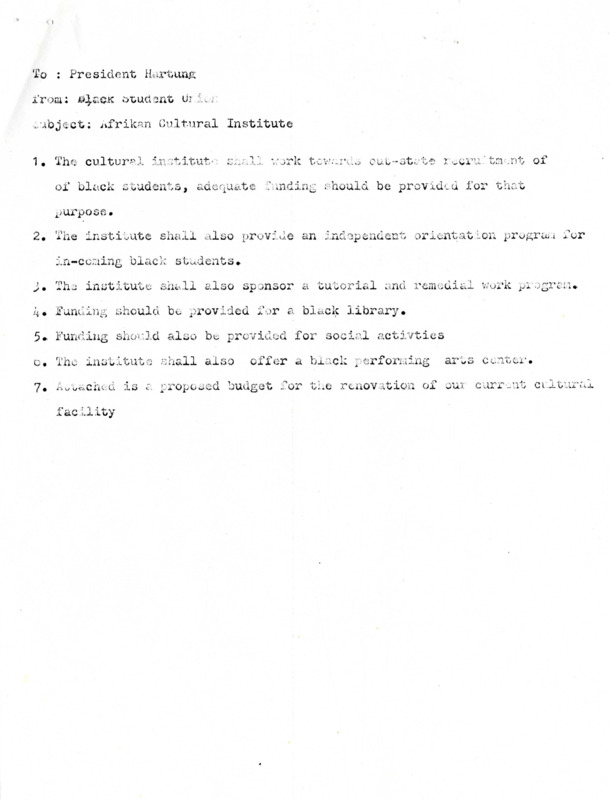 To : President Hartung
From: Black Student Union
Subject: Afrikan Cultural Institute
1. The cultural institute shall work towards out-state recruitment of
of black students, adequate funding should be provided for that
purpose.
2. The institute shall also provide an independent orientation program for
in-coming black students.
3. The institute shall also sponsor a tutorial and remedial work program.
4. Funding should be provided for a black library.
5. Funding should also be provided for social activties
6. The institute shall also offer a black performing arts center.
7. Attached is a proposed budget for the renovation of our current cultural
facility